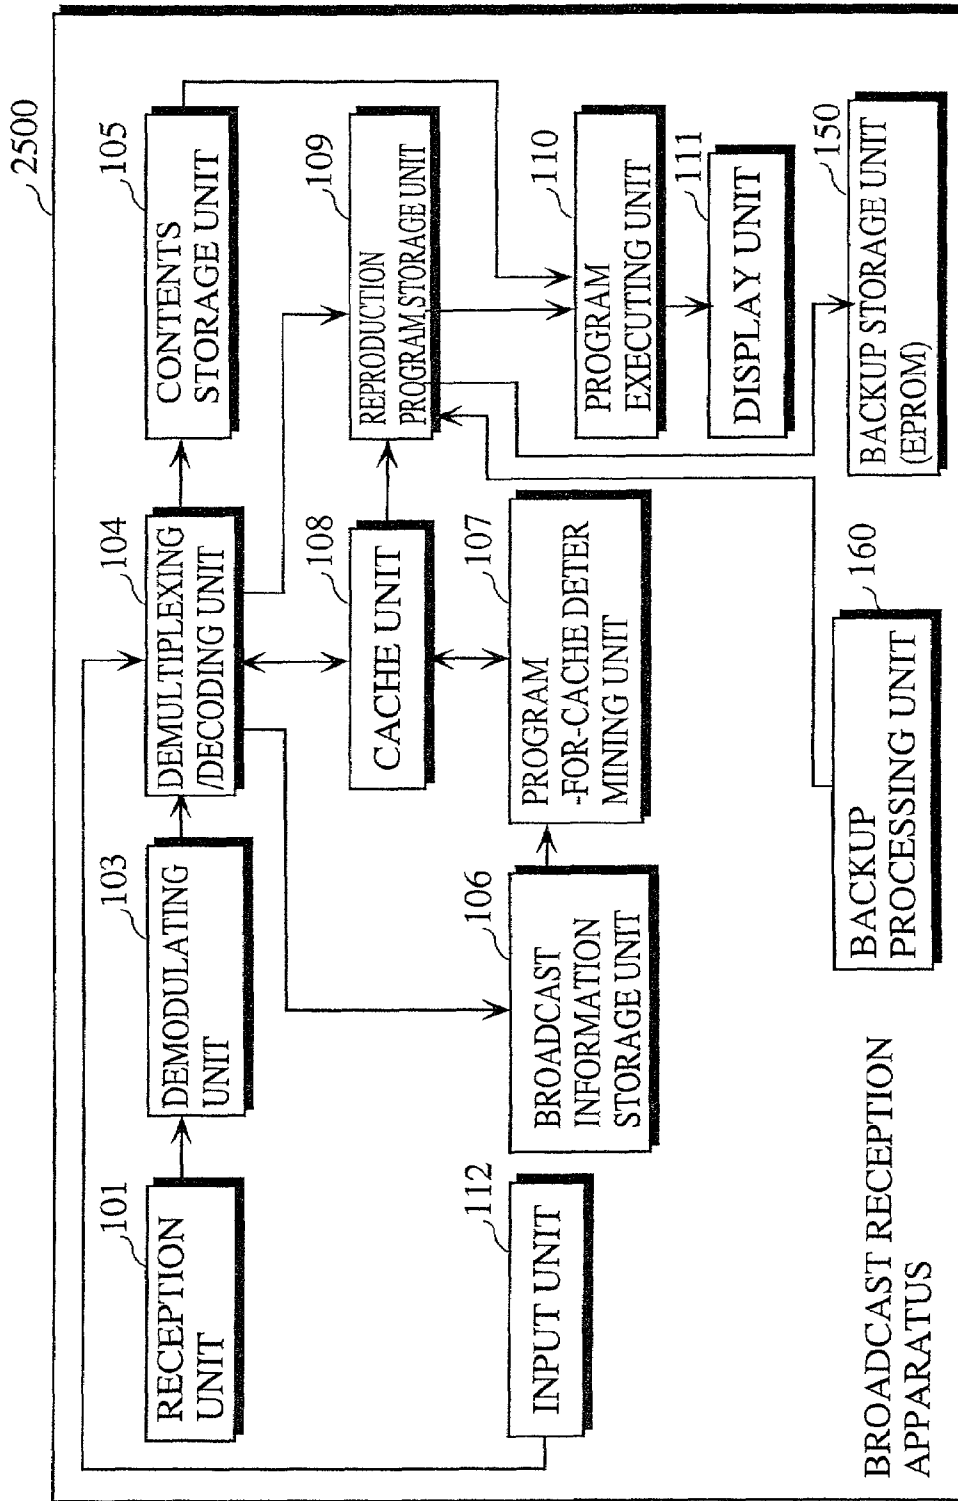 2500
101
RECEPTION
UNIT
103
DEMODULATING
UNIT
104
DEMULTIPLEXING
/DECODING UNIT
105
CONTENTS
STORAGE UNIT
108
CACHE UNIT
109
REPRODUCTION
PROGRAM STORAGE UNIT
112
INPUT UNIT
106
BROADCAST
INFORMATION
STORAGE UNIT
107
PROGRAM
-FOR-CACHE DETER
MINING UNIT
110
PROGRAM
EXECUTING UNIT
111
DISPLAY UNIT
160
BACKUP
PROCESSING UNIT
150
BACKUP STORAGE UNIT
(EPROM)
BROADCAST RECEPTION
APPARATUS